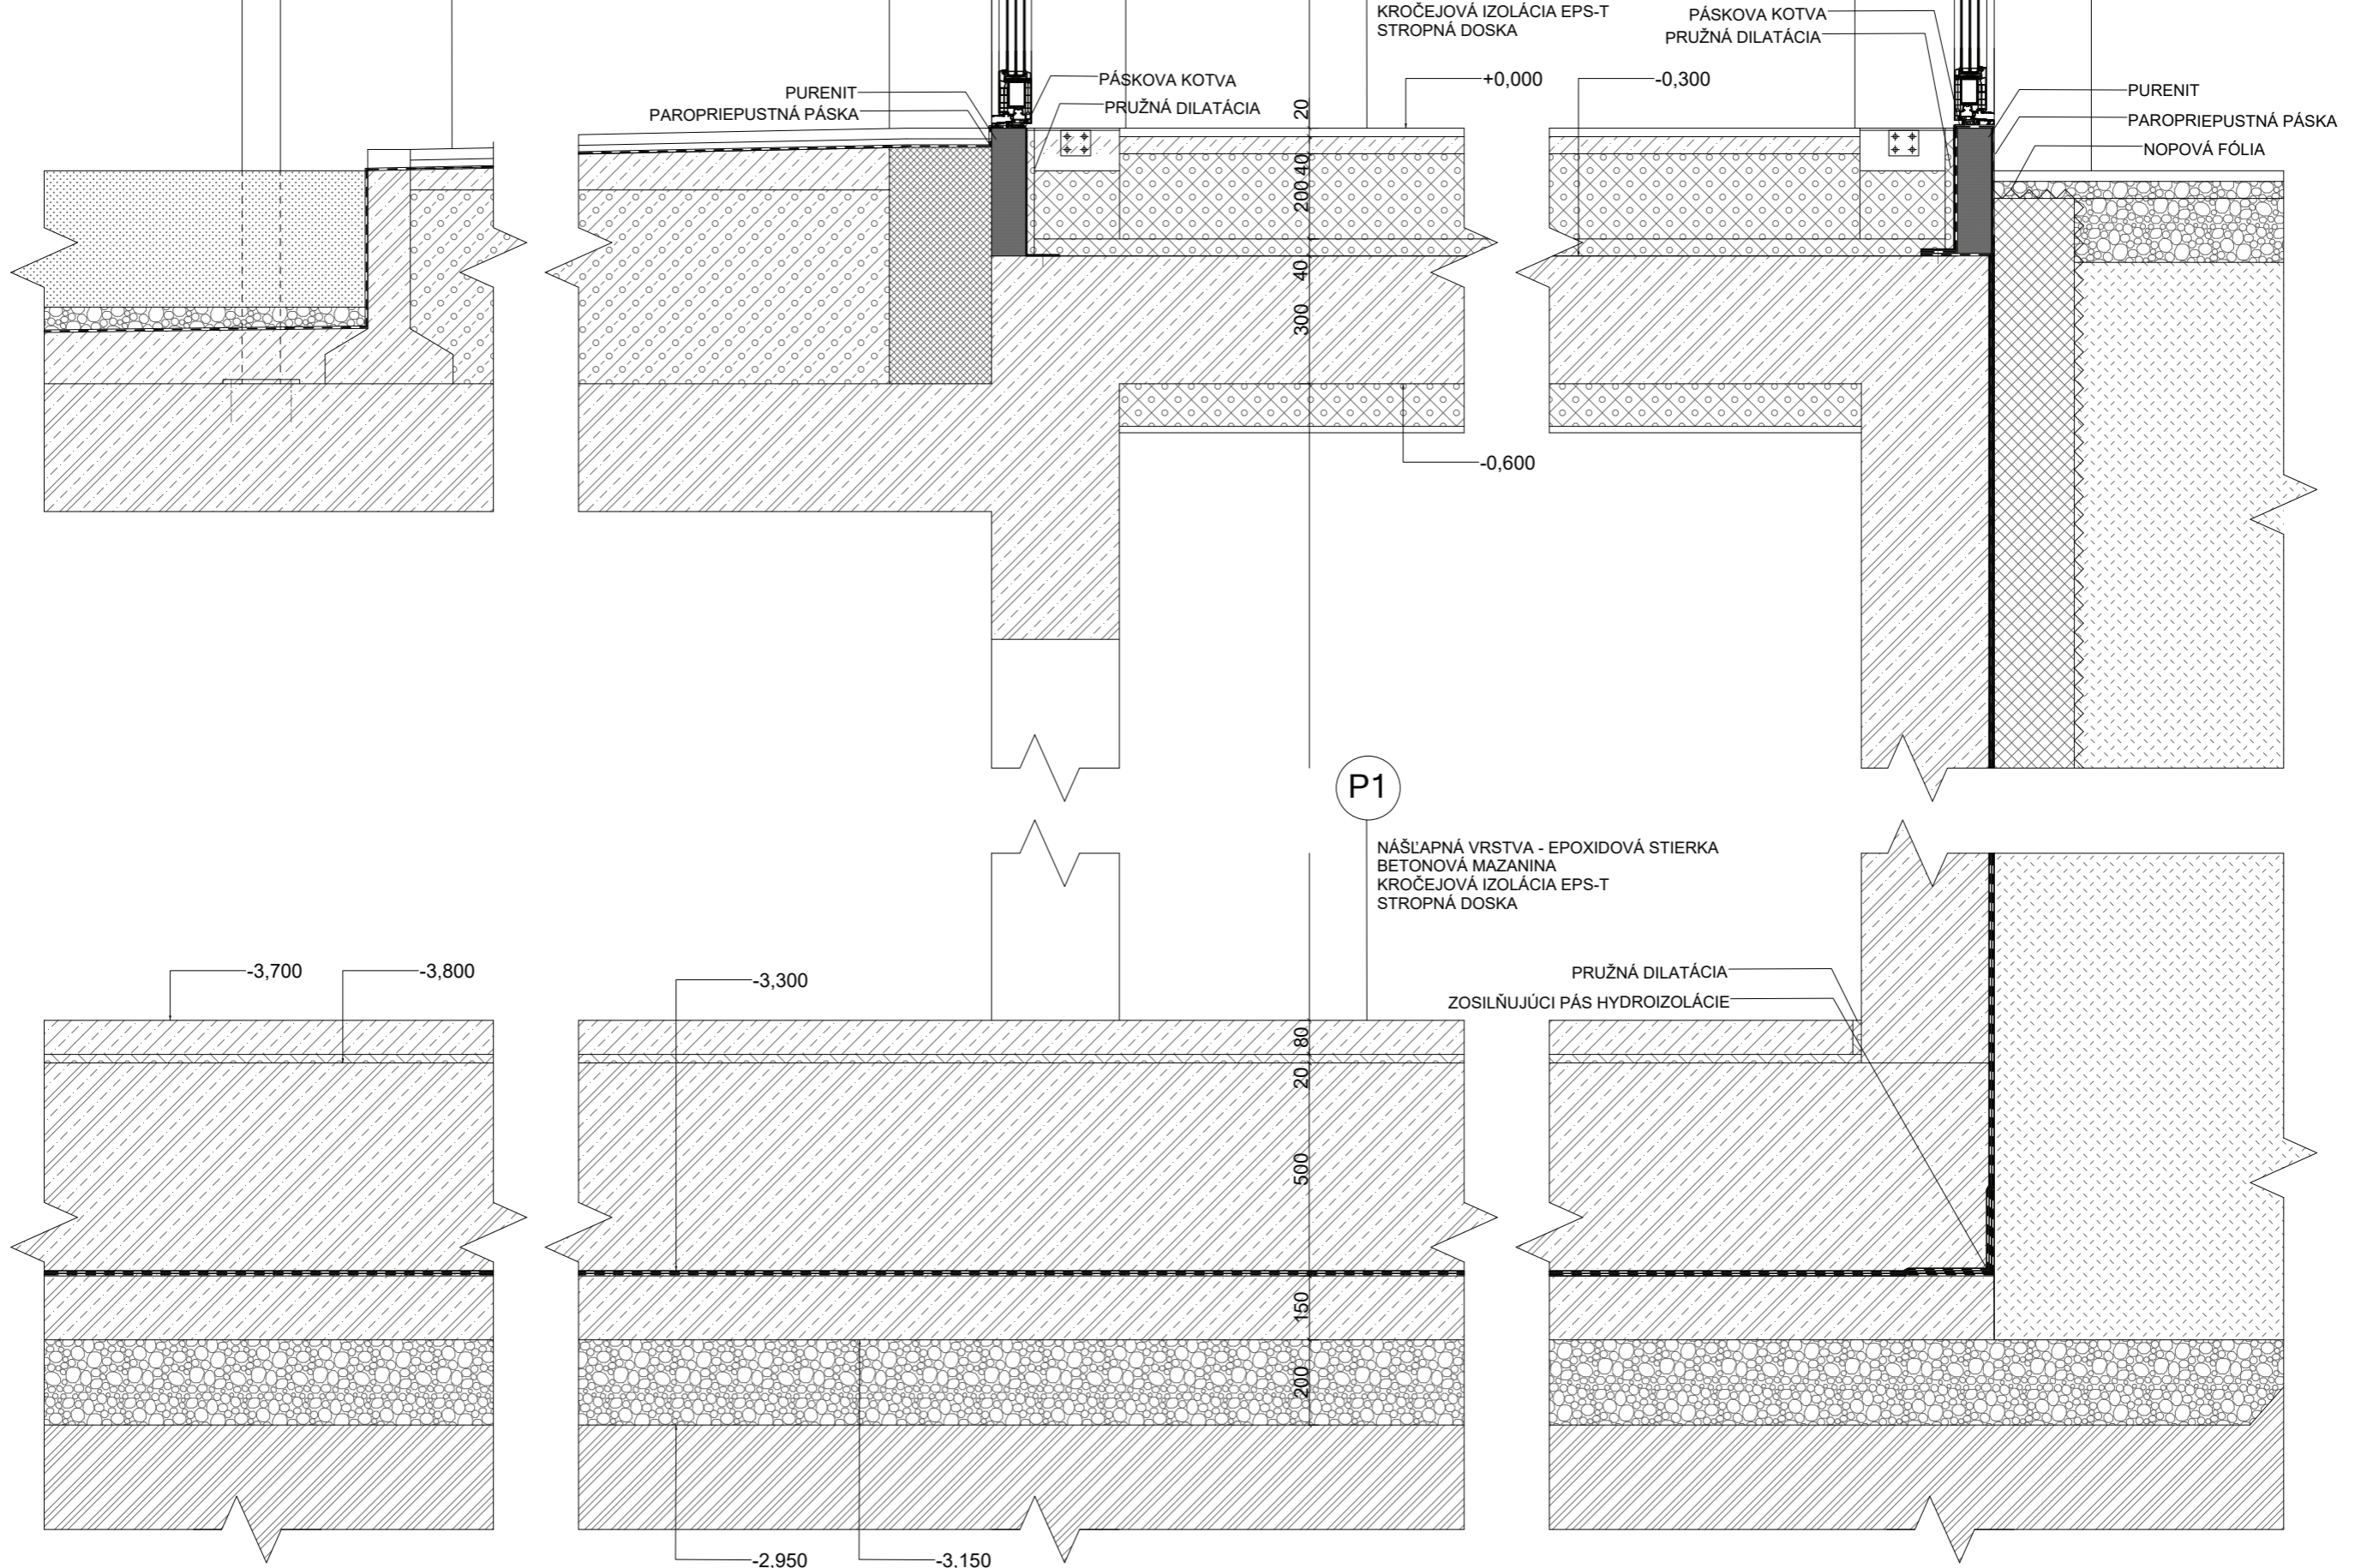 KROČEJOVÁ IZOLÁCIA EPS-T
STROPNÁ DOSKA
PÁSKOVA KOTVA
PRUŽNÁ DILATÁCIA
PURENIT
PAROPRIEPUSTNÁ PÁSKA
PÁSKOVA KOTVA
PRUŽNÁ DILATÁCIA
+0,000
-0,300
PURENIT
PAROPRIEPUSTNÁ PÁSKA
NOPOVÁ FÓLIA
20
40
200
40
300
-0,600
P1
NÁŠĽAPNÁ VRSTVA - EPOXIDOVÁ STIERKA
BETONOVÁ MAZANINA
KROČEJOVÁ IZOLÁCIA EPS-T
STROPNÁ DOSKA
-3,700
-3,800
-3,300
PRUŽNÁ DILATÁCIA
ZOSILŇUJÚCI PÁS HYDROIZOLÁCIE
80
20
500
150
200
-2,950
-3,150